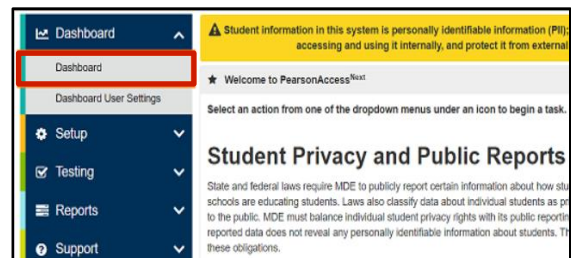 Dashboard
Dashboard
Dashboard User Settings
Setup
Testing
Reports
Support
Student information in this system is personally identifiable information (PII);
accessing and using it internally, and protect it from external
Welcome to PearsonAccessNext
Select an action from one of the dropdown menus under an icon to begin a task.
Student Privacy and Public Reports
State and federal laws require MDE to publicly report certain information about how stu
schools are educating students. Laws also classify data about individual students as pr
to the public. MDE must balance individual student privacy rights with its public reportin
reported data does not reveal any personally identifiable information about students. Th
these obligations.